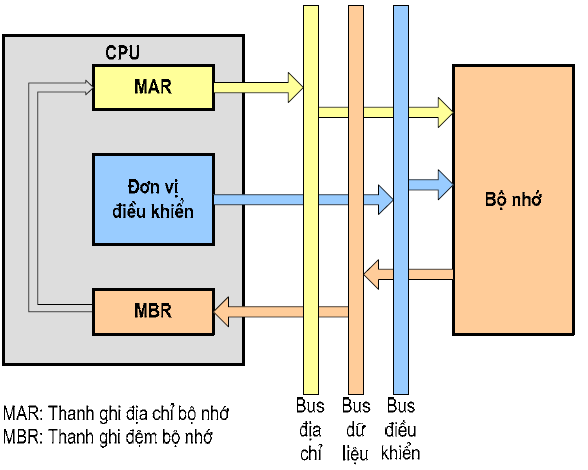 CPU
MAR
Đơn vị
điều khiển
MBR
Bộ nhớ
MAR: Thanh ghi địa chỉ bộ nhớ
MBR: Thanh ghi đệm bộ nhớ
Bus
địa
chỉ
Bus
dữ
liệu
Bus
điều
khiển